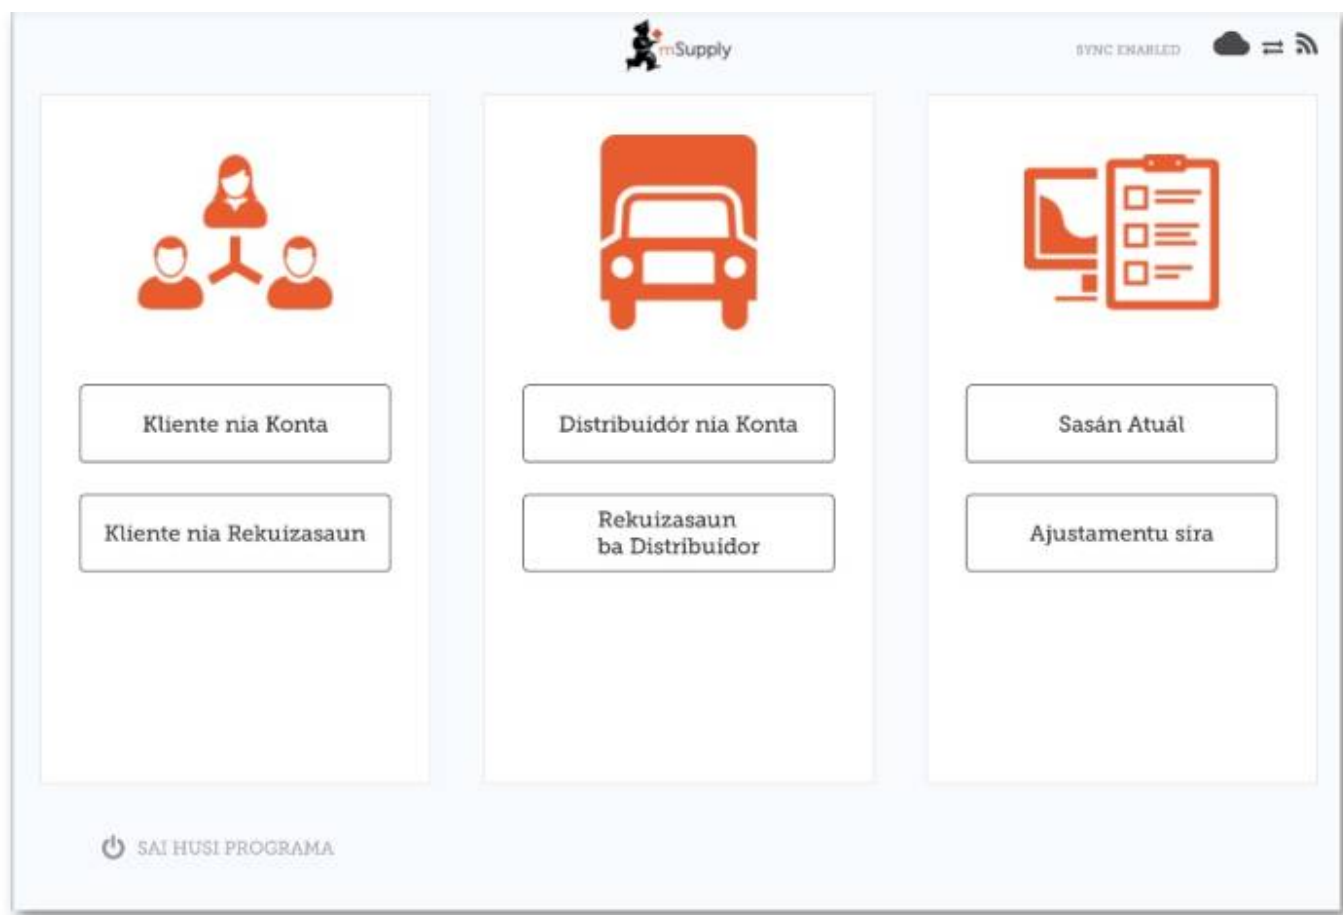 mSupply
SYNC ENABLED
Kliente nia Konta
Kliente nia Rekuizasaun
Distribuidór nia Konta
Rekuizasaun
ba Distribuidor
Sasán Atuál
Ajustamentu sira
SAI HUSI PROGRAMA